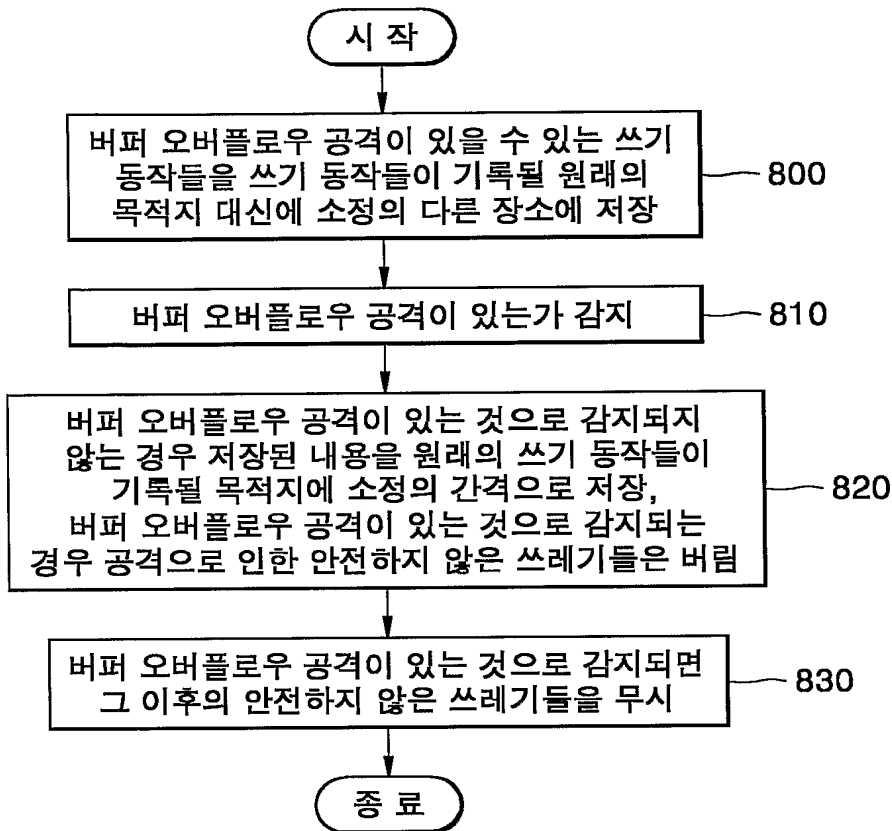 시 작
버퍼 오버플로우 공격이 있을 수 있는 쓰기
동작들을 쓰기 동작들이 기록될 원래의
목적지 대신에 소정의 다른 장소에 저장
800
버퍼 오버플로우 공격이 있는가 감지
810
버퍼 오버플로우 공격이 있는 것으로 감지되지
않는 경우 저장된 내용을 원래의 쓰기 동작들이
기록될 목적지에 소정의 간격으로 저장,
버퍼 오버플로우 공격이 있는 것으로 감지되는
경우 공격으로 인한 안전하지 않은 쓰레기들은 버림
820
버퍼 오버플로우 공격이 있는 것으로 감지되면
그 이후의 안전하지 않은 쓰레기들을 무시
830
종 료